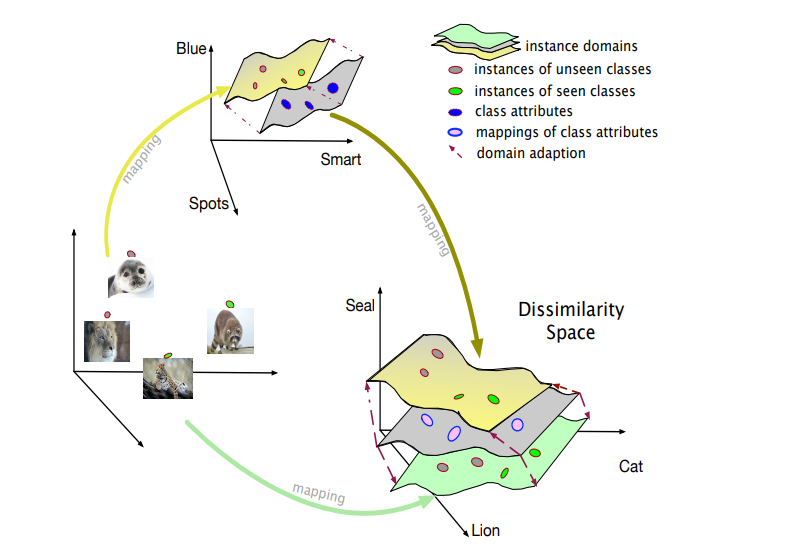 Blue
Smart
Spots
mapping
instance domains
instances of unseen classes
instances of seen classes
class attributes
mappings of class attributes
domain adaption
mapping
Seal
Dissimilarity
Space
Cat
Lion
mapping